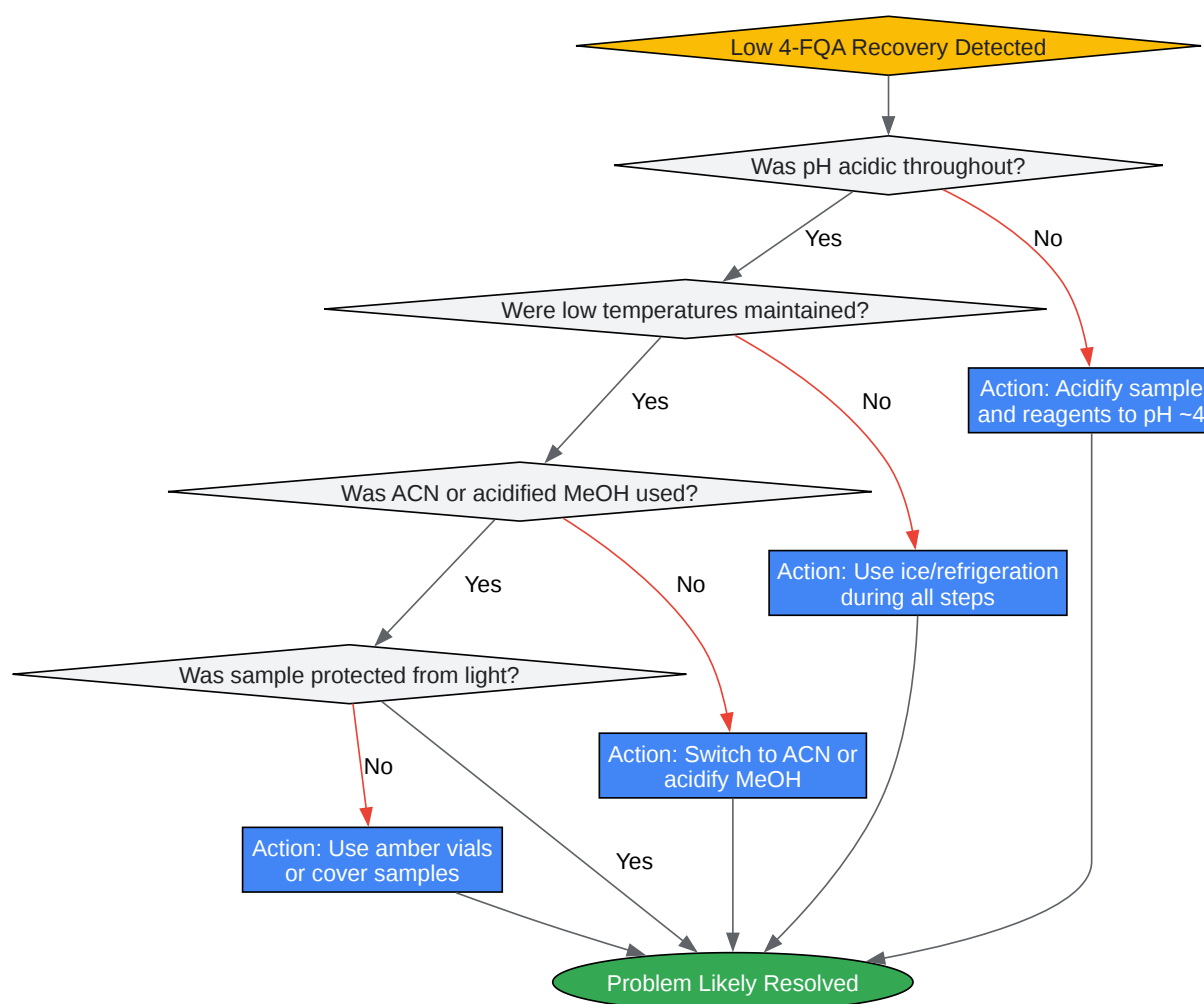 Low 4-FQA Recovery Detected
Was pH acidic throughout?
Yes
No
Were low temperatures maintained?
Action: Acidify sample
and reagents to pH ~4
Yes
No
Was ACN or acidified MeOH used?
Action: Use ice/refrigeration
during all steps
Yes
No
Was sample protected from light?
Action: Switch to ACN or
acidify MeOH
No
Yes
Action: Use amber vials
or cover samples
Problem Likely Resolved